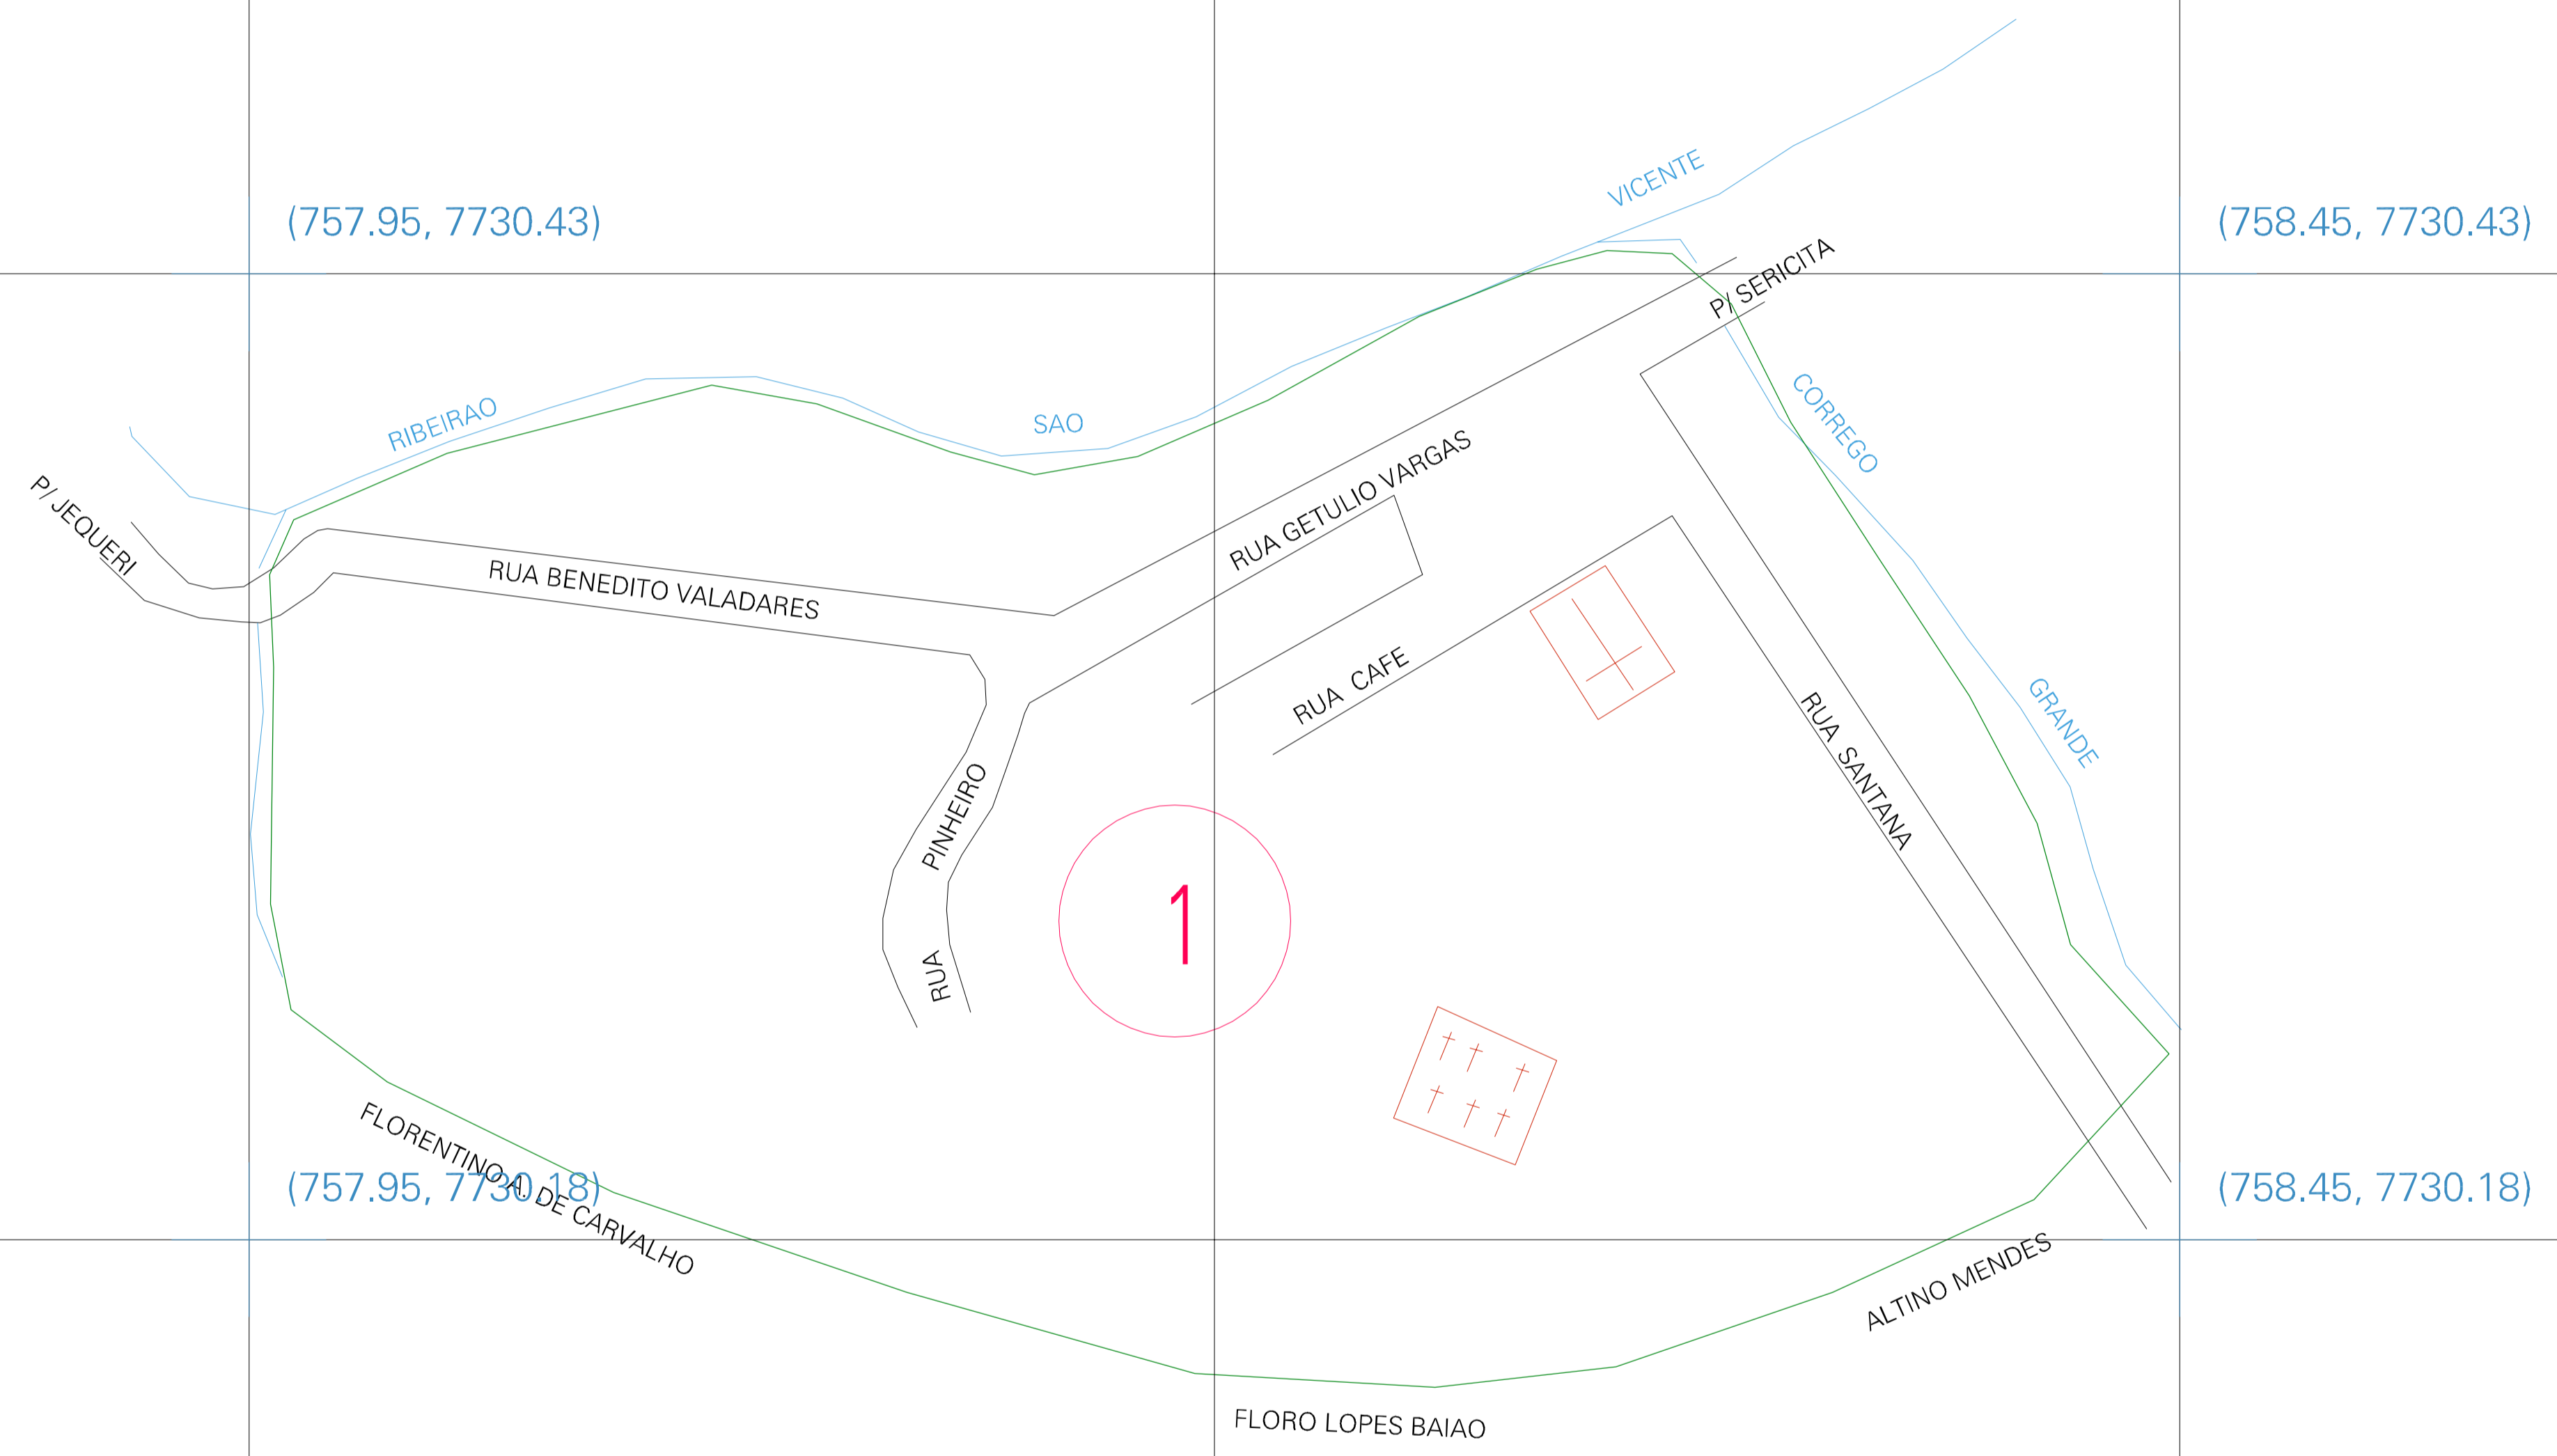 VICENTE
(757.95, 7730.43)
(758.45, 7730.43)
P/ SERICITA
RIBEIRAO
SAO
CORREGO
P/ JEQUERI
RUA GETULIO VARGAS
RUA BENEDITO VALADARES
RUA CAFE
GRANDE
RUA SANTANA
RUA PINHEIRO
1
FLORENTINO A. DE CARVALHO
(757.95, 7730.18)
(758.45, 7730.18)
ALTINO MENDES
FLORO LOPES BAIAO